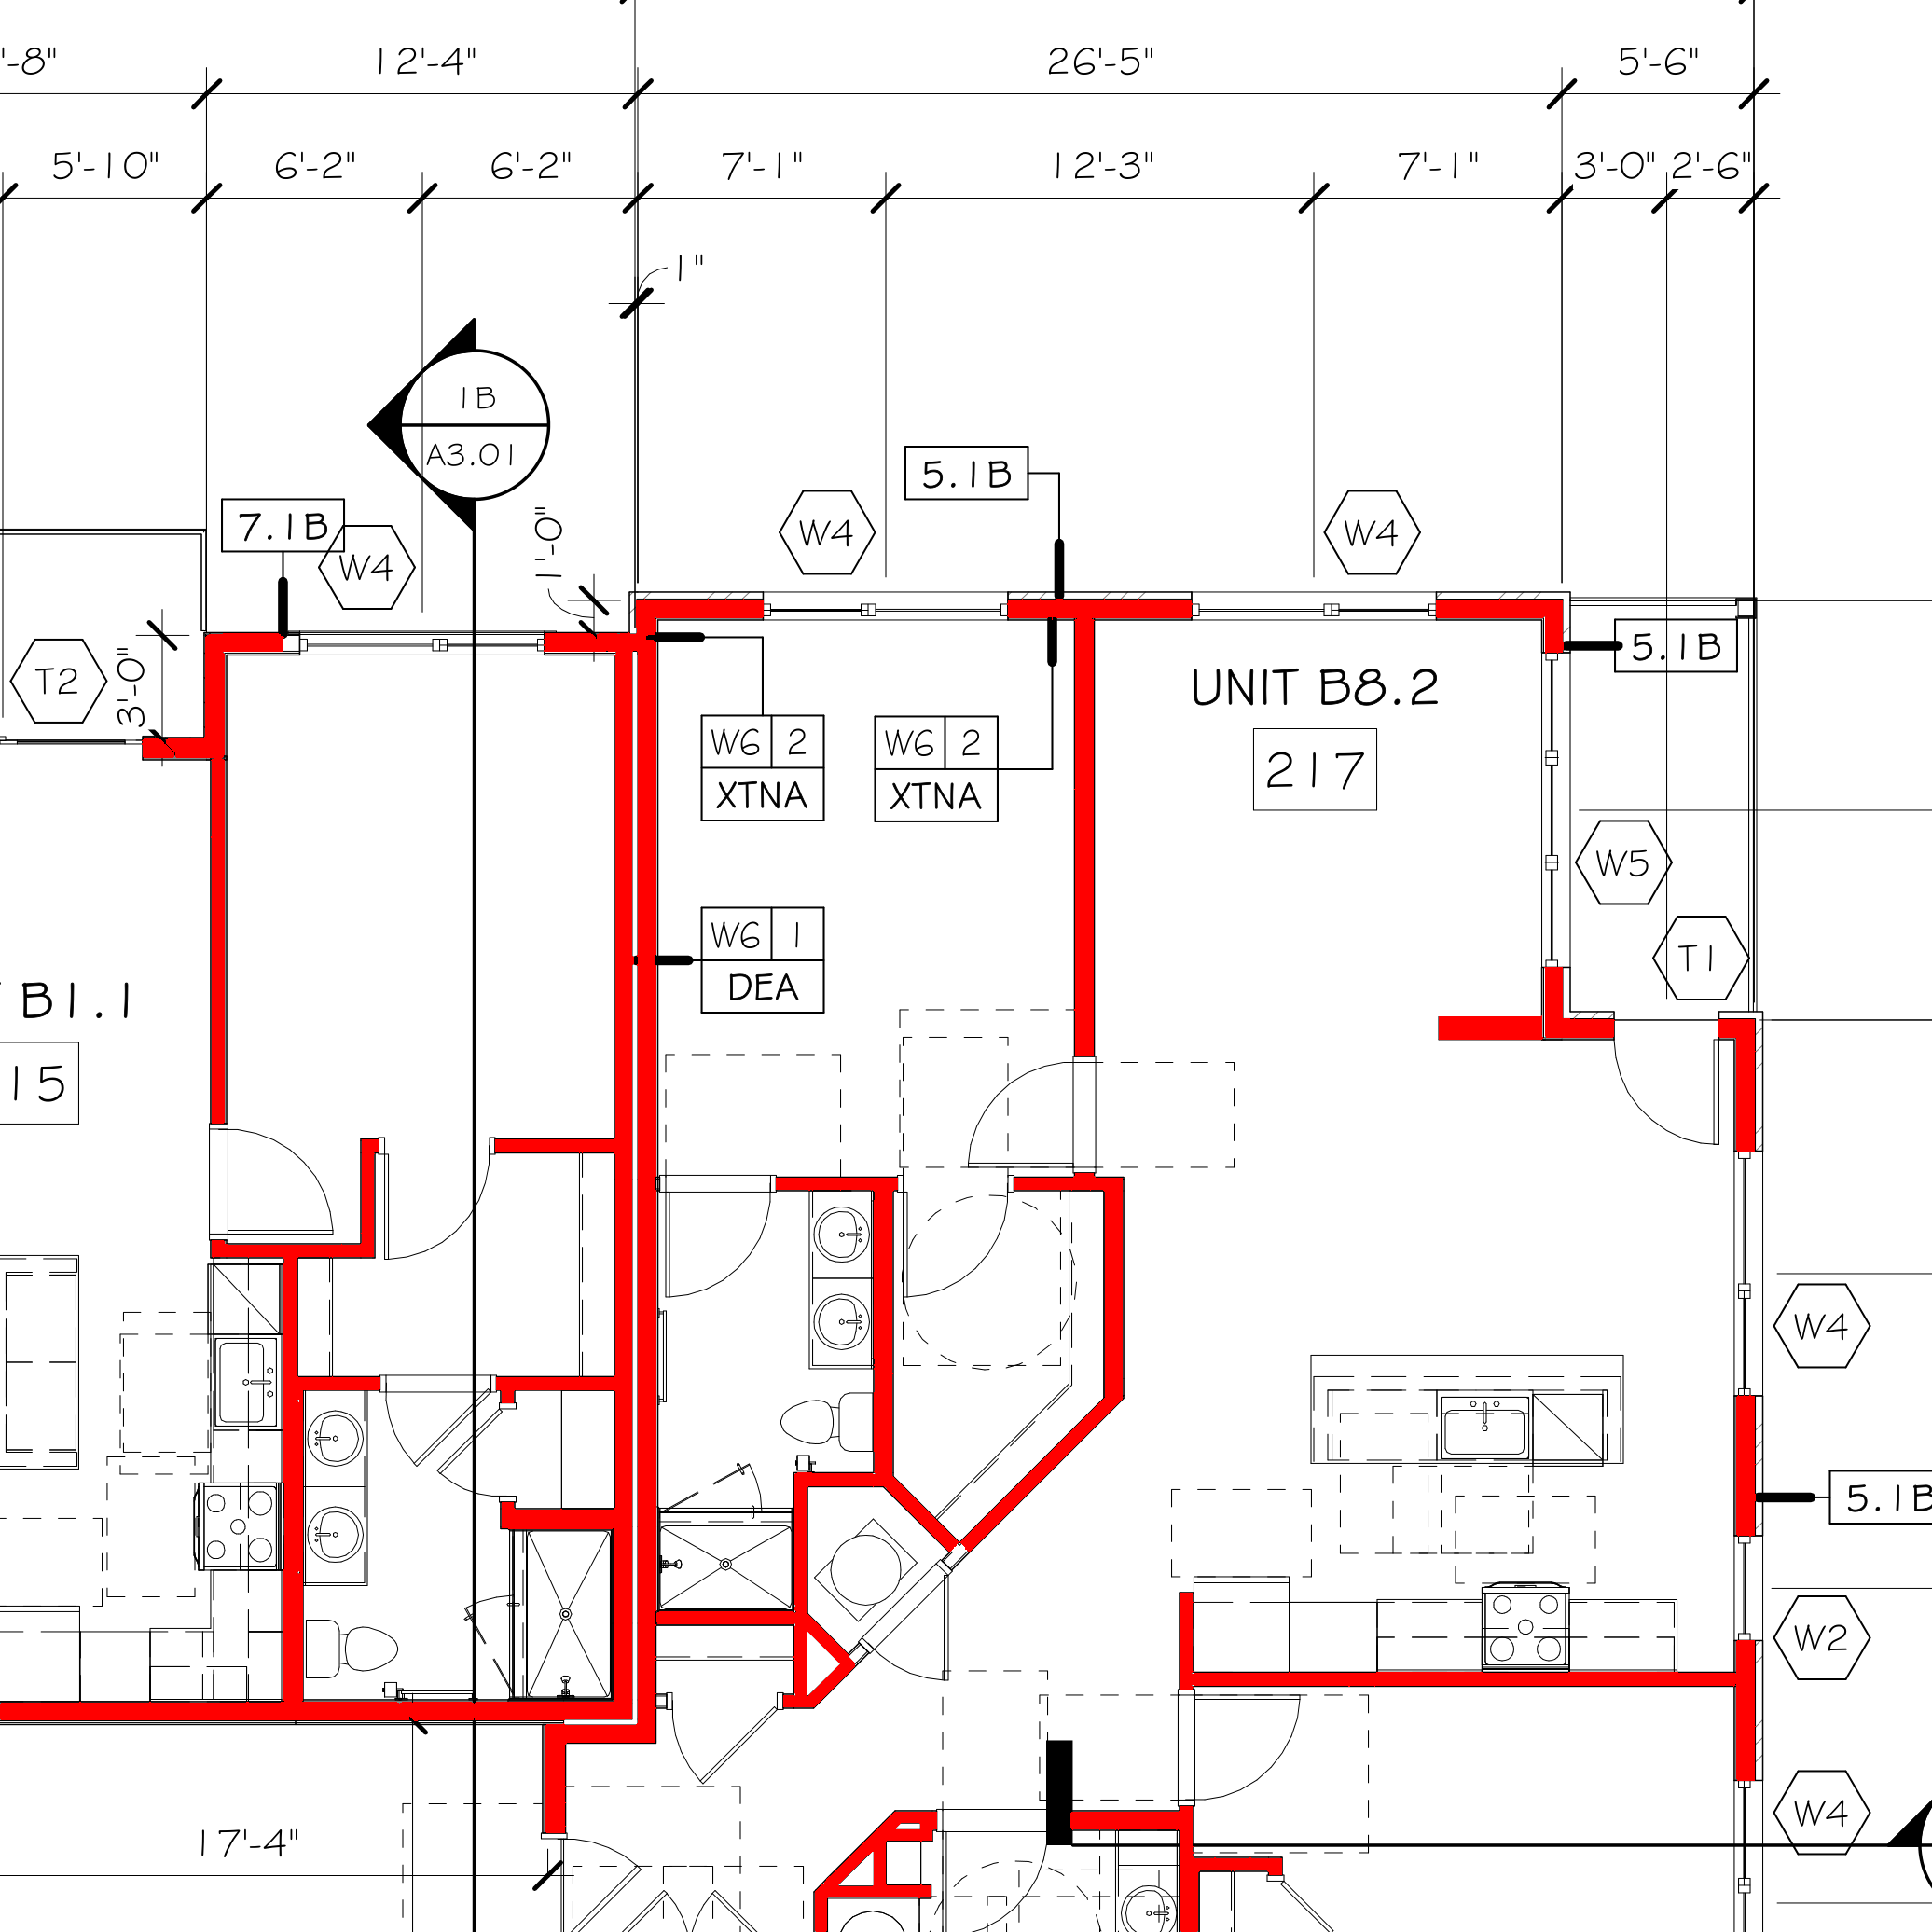 '-8"
12'-4"
26'-5"
5'-6"
5'-10"
6'-2"
6'-2"
7'-1"
12'-3"
7'-1"
3'-0"
2'-6"
1"
1B
A3.01
5.1B
7.1B
W4
1'-0"
W4
W4
T2
3'-0"
5.1B
UNIT B8.2
217
W6 2
XTNA
W6 2
XTNA
W5
W6 1
DEA
T1
B1.1
15
W4
5.1B
W2
W4
17'-4"